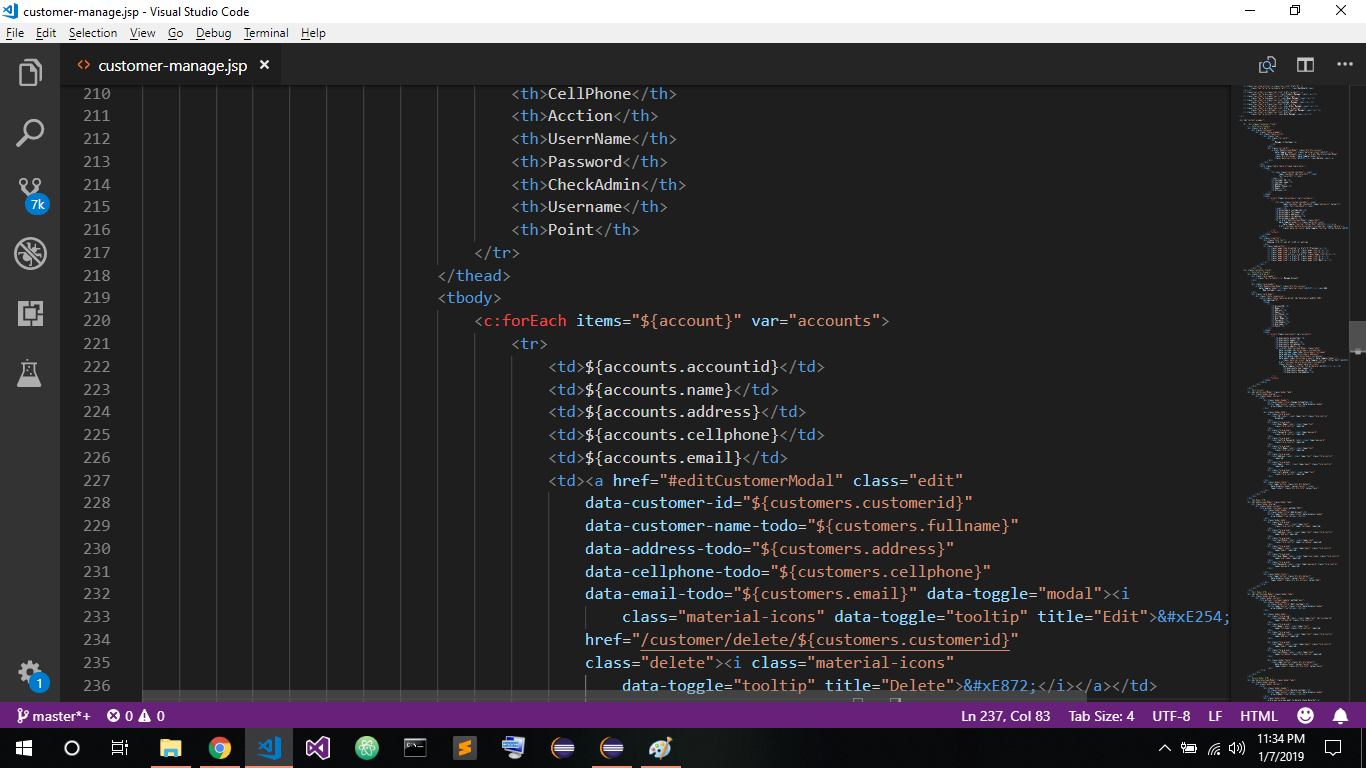 customer-manage.jsp - Visual Studio Code
File Edit Selection View Go Debug Terminal Help
<> customer-manage.jsp ×
210 <th>CellPhone</th>
211 <th>Acction</th>
212 <th>UserrName</th>
213 <th>Password</th>
214 <th>CheckAdmin</th>
215 <th>Username</th>
216 <th>Point</th>
217 </tr>
218 </thead>
219 <tbody>
220 <c:forEach items="${account}" var="accounts">
221 <tr>
222 <td>${accounts.accountid}</td>
223 <td>${accounts.name}</td>
224 <td>${accounts.address}</td>
225 <td>${accounts.cellphone}</td>
226 <td>${accounts.email}</td>
227 <td><a href="#editCustomerModal" class="edit"
228 data-customer-id="${customers.customerid}"
229 data-customer-name-todo="${customers.fullname}"
230 data-address-todo="${customers.address}"
231 data-cellphone-todo="${customers.cellphone}"
232 data-email-todo="${customers.email}" data-toggle="modal"><i
233 class="material-icons" data-toggle="tooltip" title="Edit">&#xE254;
234 href="/customer/delete/${customers.customerid}"
235 class="delete"><i class="material-icons"
236 data-toggle="tooltip" title="Delete">&#xE872;</i></a></td>
7k
1
master*+ 0 0 Ln 237, Col 83 Tab Size: 4 UTF-8 LF HTML
11:34 PM
1/7/2019